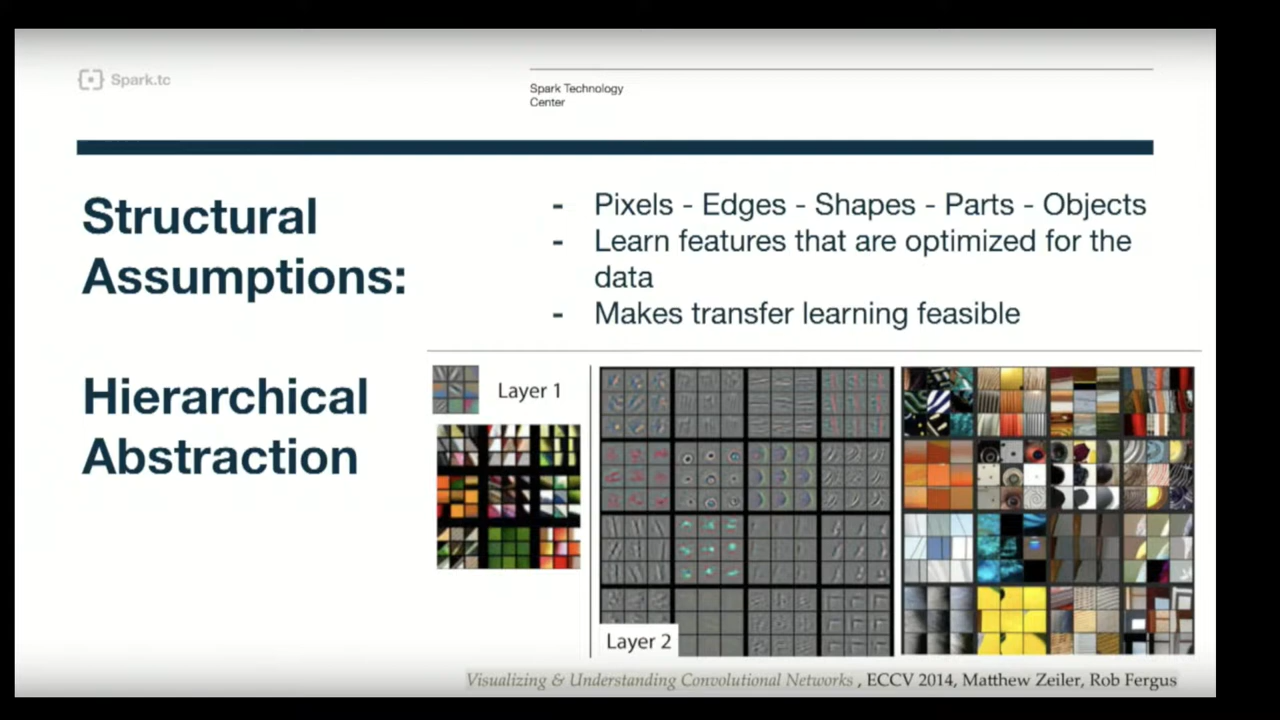 Spark.tc
Spark Technology
Center
Structural
Assumptions:
Hierarchical
Abstraction
- Pixels - Edges - Shapes - Parts - Objects
- Learn features that are optimized for the
data
- Makes transfer learning feasible
Layer 1
Layer 2
Visualizing & Understanding Convolutional Networks , ECCV 2014, Matthew Zeiler, Rob Fergus